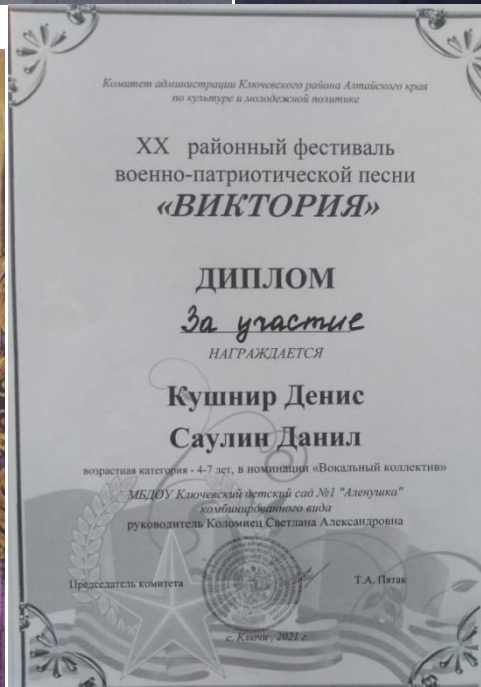 Комитет администрации Ключевского района Алтайского края
по культуре и молодежной политике
XX районный фестиваль
военно-патриотической песни
«ВИКТОРИЯ»
ДИПЛОМ
За участие
НАГРАЖДАЕТСЯ
Кушнир Денис
Саулин Данил
возрастная категория - 4-7 лет, в номинации «Вокальный коллектив»
МБДОУ Ключевский детский сад №1 "Аленушка"
комбинированного вида
руководитель Коломиец Светлана Александровна
Председатель комитета Т.А. Пятак
с. Ключи , 2021 г